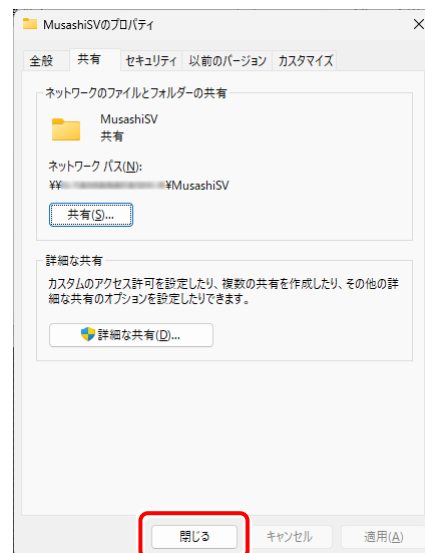 MusashiSVのプロパティ
全般 共有 セキュリティ 以前のバージョン カスタマイズ
ネットワークのファイルとフォルダーの共有
MusashiSV
共有
ネットワーク パス(N):
¥¥ ¥MusashiSV
共有(S)...
詳細な共有
カスタムのアクセス許可を設定したり、複数の共有を作成したり、その他の詳
細な共有のオプションを設定したりできます。
詳細な共有(D)...
閉じる キャンセル 適用(A)